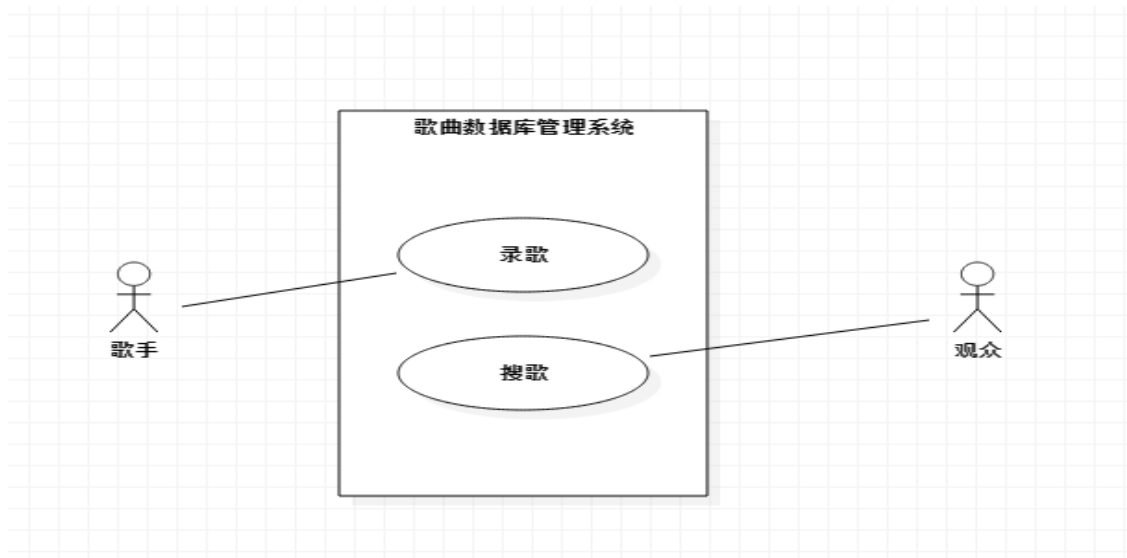 歌曲数据库管理系统
录歌
歌手
观众
搜歌